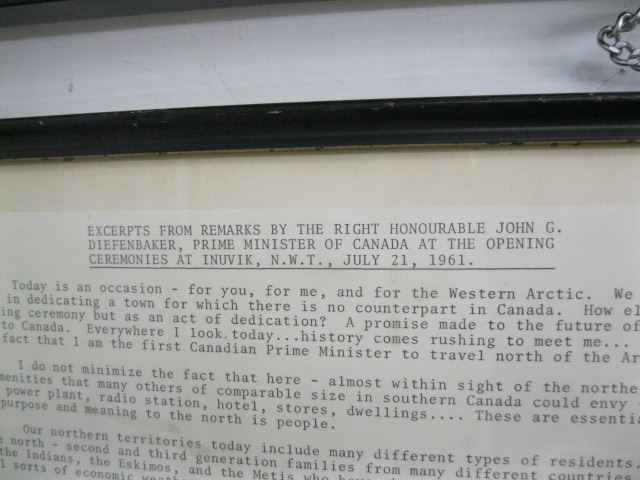 EXCERPTS FROM REMARKS BY THE RIGHT HONOURABLE JOHN G.
DIEFENBAKER, PRIME MINISTER OF CANADA AT THE OPENING
CEREMONIES AT INUVIK, N.W.T., JULY 21, 1961.
Today is an occasion - for you, for me, and for the Western Arctic. We
in dedicating a town for which there is no counterpart in Canada. How el
ing ceremony but as an act of dedication? A promise made to the future of
to Canada. Everywhere I look today...history comes rushing to meet me...
fact that I am the first Canadian Prime Minister to travel north of the Ar
I do not minimize the fact that here - almost within sight of the northe
menities that many others of comparable size in southern Canada could envy
power plant, radio station, hotel, stores, dwellings.... These are essentia
purpose and meaning to the north is people.
Our northern territories today include many different types of residents.
e north - second and third generation families from many different countries
the Indians, the Eskimos, and the Metis who
l sorts of economic